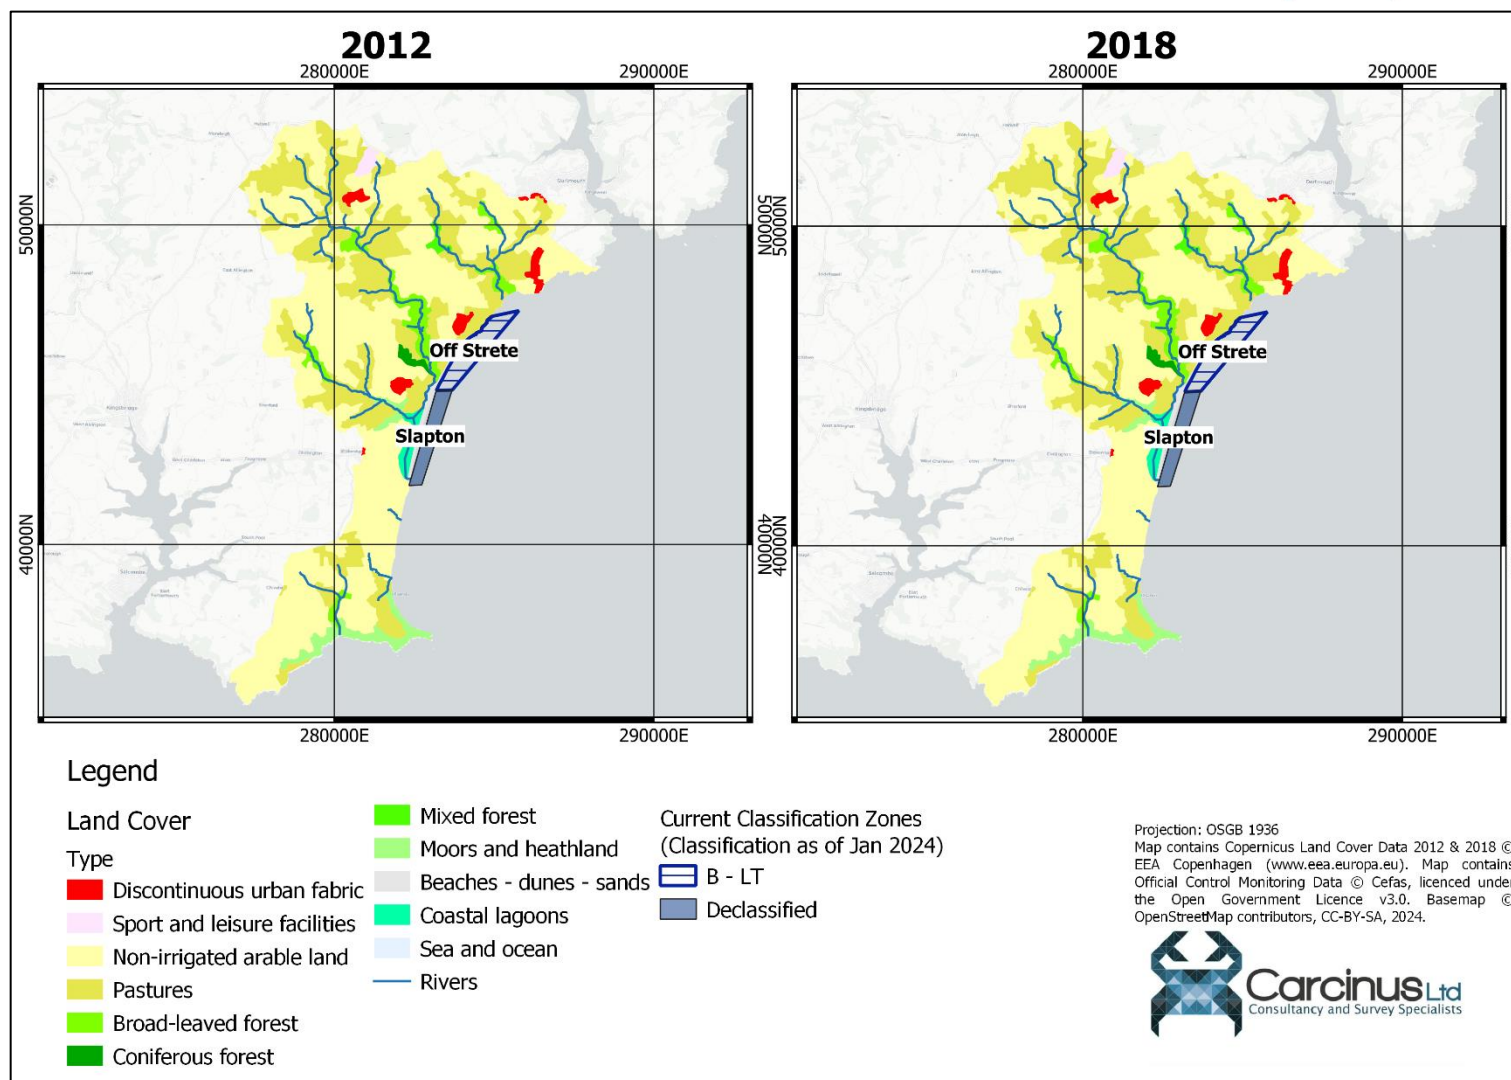 2012
2018
280000E
290000E
280000E
290000E
50000N
50000N
50000N
Off Strete
Off Strete
Slapton
Slapton
40000N
40000N
40000N
280000E
290000E
280000E
290000E
Legend
Land Cover
Type
Discontinuous urban fabric
Sport and leisure facilities
Non-irrigated arable land
Pastures
Broad-leaved forest
Coniferous forest
Mixed forest
Moors and heathland
Beaches - dunes - sands
Coastal lagoons
Sea and ocean
Rivers
Current Classification Zones
(Classification as of Jan 2024)
B - LT
Declassified
Projection: OSGB 1936
Map contains Copernicus Land Cover Data 2012 & 2018 ©
EEA Copenhagen (www.eea.europa.eu). Map contains
Official Control Monitoring Data © Cefas, licenced under
the Open Government Licence v3.0. Basemap ©
OpenStreetMap contributors, CC-BY-SA, 2024.
Carcinus Ltd
Consultancy and Survey Specialists